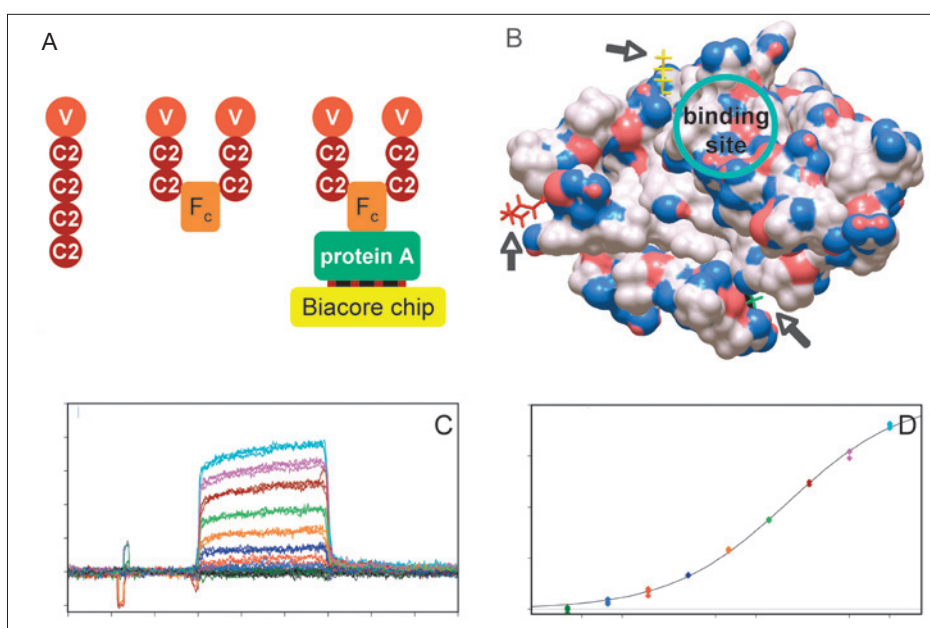 A
V
C2
C2
C2
C2
V V
C2 C2
C2 C2
Fc
V V
C2 C2
C2 C2
Fc
protein A
Biacore chip
B
binding
site
C
D